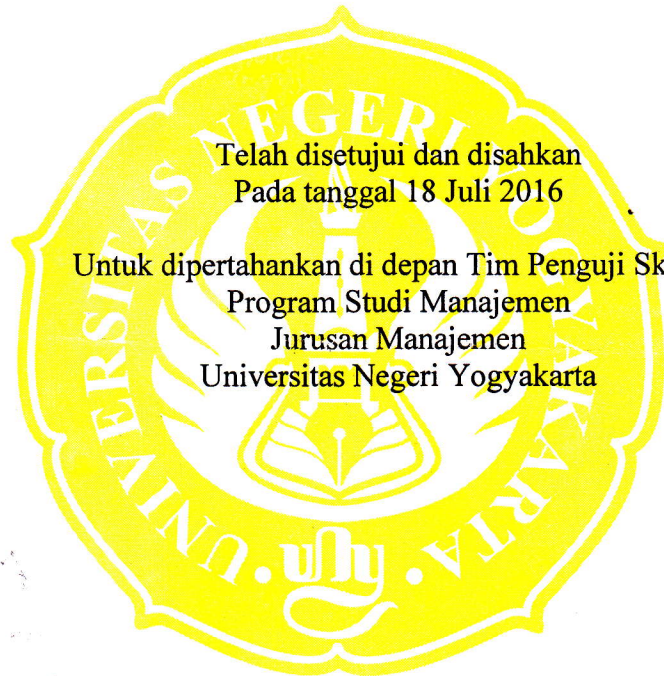 Telah disetujui dan disahkan
Pada tanggal 18 Juli 2016
Untuk dipertahankan di depan Tim Penguji Sk
Program Studi Manajemen
Jurusan Manajemen
Universitas Negeri Yogyakarta
UNIVERSITAS NEGERI YOGYAKARTA
uny